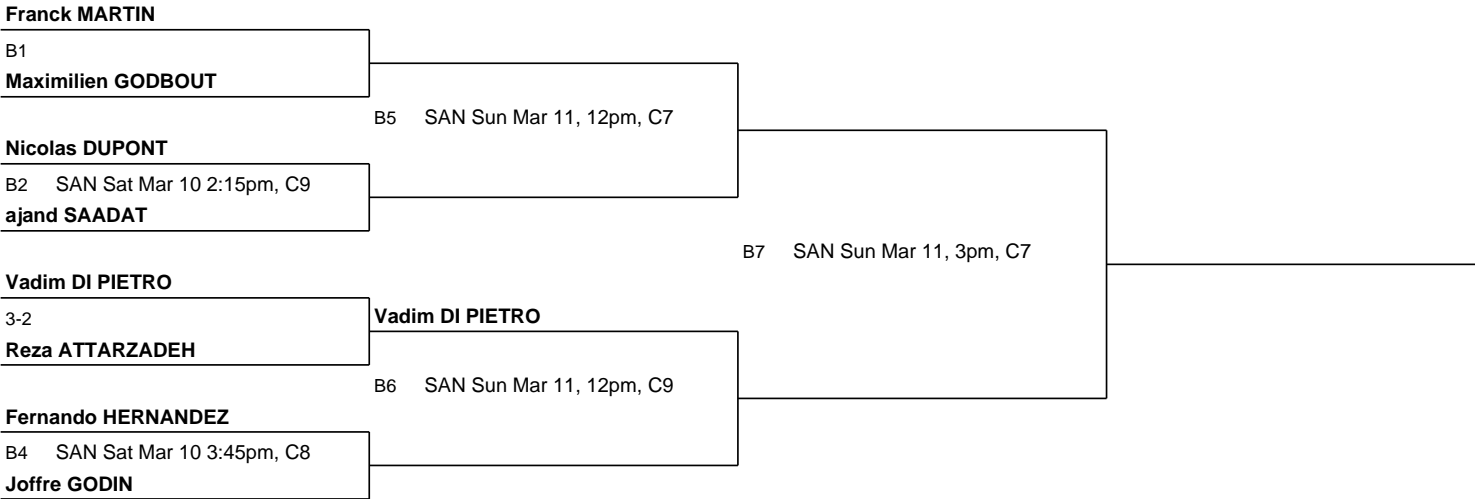 Franck MARTIN
B1
Maximilien GODBOUT
B5 SAN Sun Mar 11, 12pm, C7
Nicolas DUPONT
B2 SAN Sat Mar 10 2:15pm, C9
ajand SAADAT
B7 SAN Sun Mar 11, 3pm, C7
Vadim DI PIETRO
3-2
Vadim DI PIETRO
Reza ATTARZADEH
B6 SAN Sun Mar 11, 12pm, C9
Fernando HERNANDEZ
B4 SAN Sat Mar 10 3:45pm, C8
Joffre GODIN